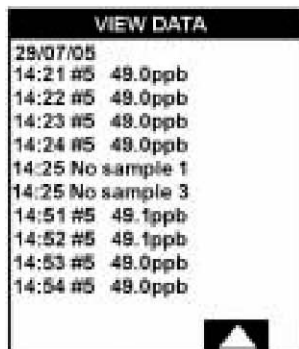 VIEW DATA
29/07/05
14:21 #5 49.0ppb
14:22 #5 49.0ppb
14:23 #5 49.0ppb
14:24 #5 49.0ppb
14:25 No sample 1
14:25 No sample 3
14:51 #5 49.1ppb
14:52 #5 49.1ppb
14:53 #5 49.0ppb
14:54 #5 49.0ppb